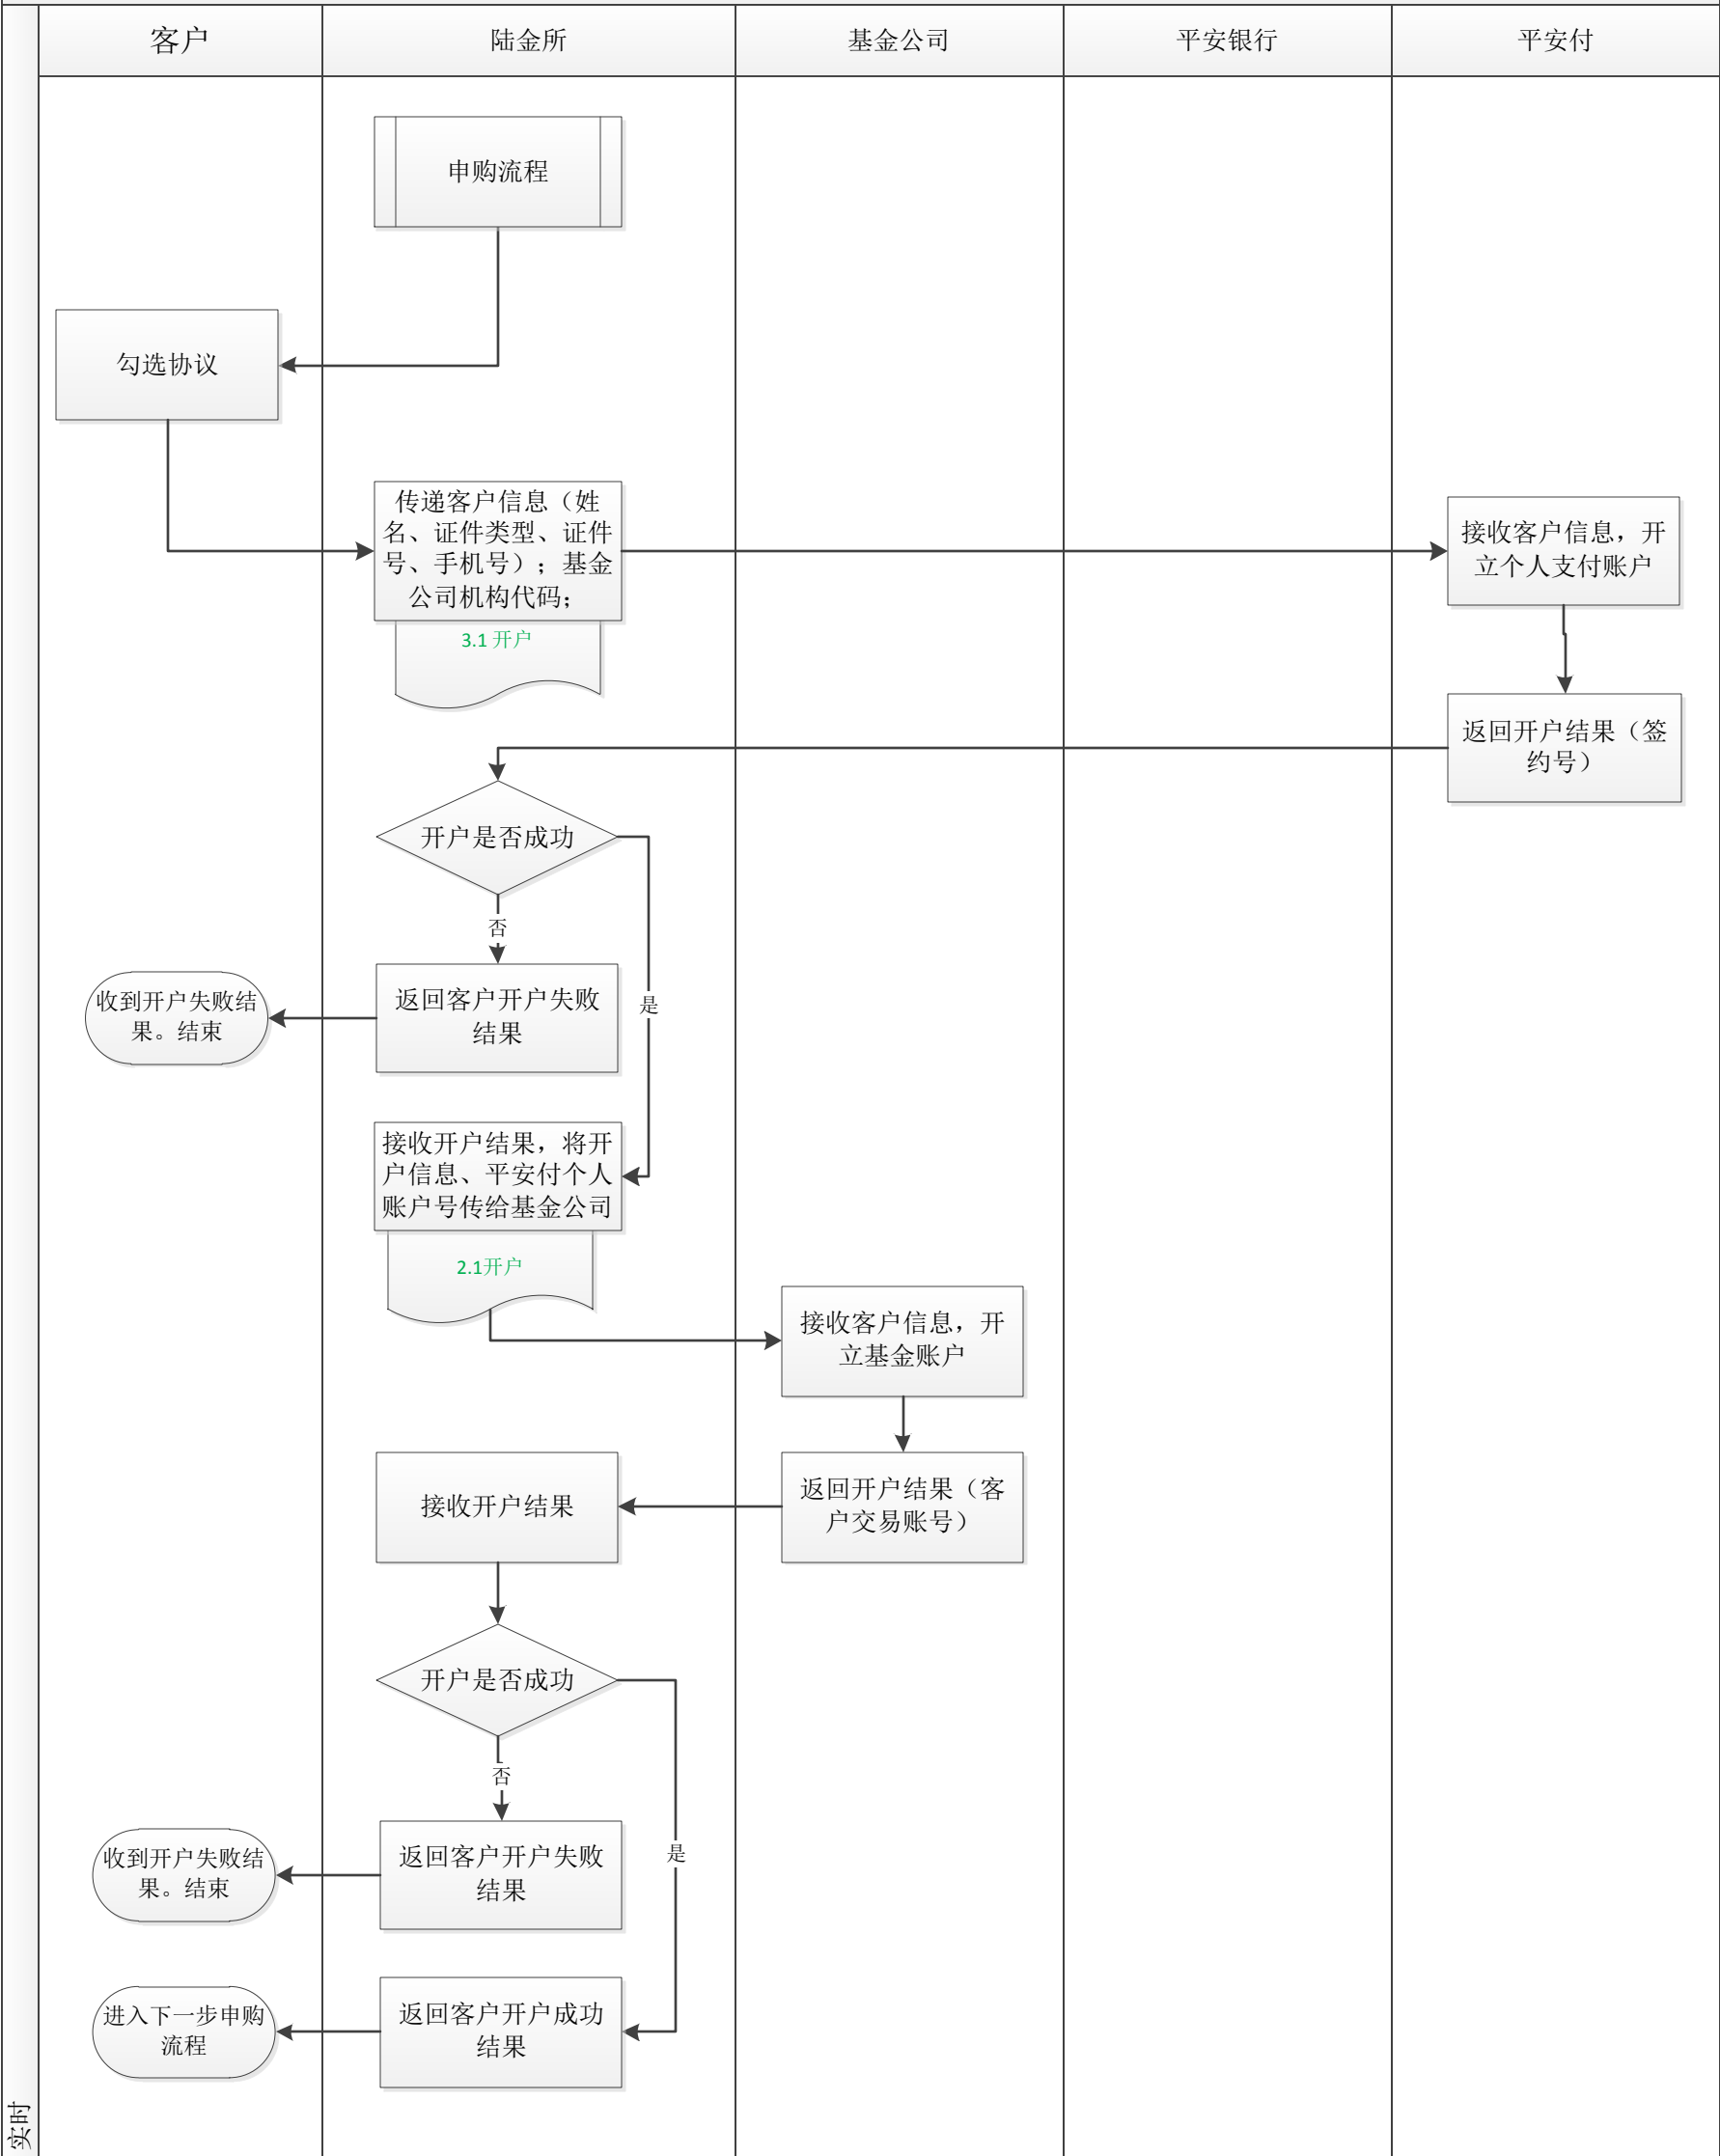 客户
陆金所
基金公司
平安银行
平安付
申购流程
勾选协议
传递客户信息（姓
名、证件类型、证件
号、手机号）；基金
公司机构代码；
3.1 开户
接收客户信息，开
立个人支付账户
返回开户结果（签
约号）
开户是否成功
否
是
返回客户开户失败
结果
收到开户失败结
果。结束
接收开户结果，将开
户信息、平安付个人
账户号传给基金公司
2.1开户
接收客户信息，开
立基金账户
返回开户结果（客
户交易账号）
接收开户结果
开户是否成功
否
是
返回客户开户失败
结果
收到开户失败结
果。结束
返回客户开户成功
结果
进入下一步申购
流程
实时